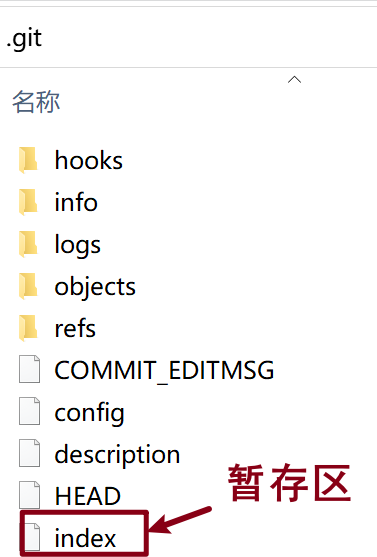 .git
名称
hooks
info
logs
objects
refs
COMMIT_EDITMSG
config
description
HEAD
暂存区
index